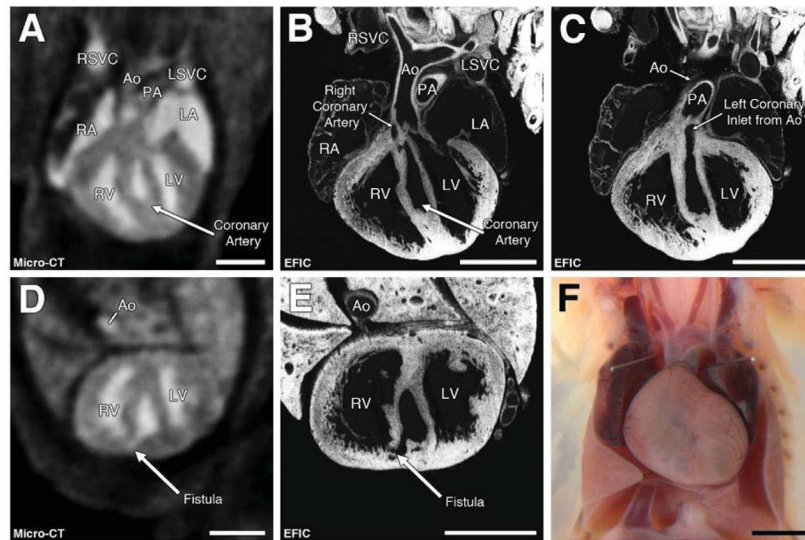 A
RSVC
Ao
LSVC
PA
LA
RA
RV
LV
Coronary
Artery
Micro-CT
B
RSVC
Ao
LSVC
PA
Right
Coronary
Artery
LA
RA
RV
LV
Coronary
Artery
EFIC
C
Ao
PA
Left Coronary
Inlet from Ao
RV
LV
EFIC
D
Ao
RV
LV
Fistula
Micro-CT
E
Ao
RV
LV
Fistula
EFIC
F